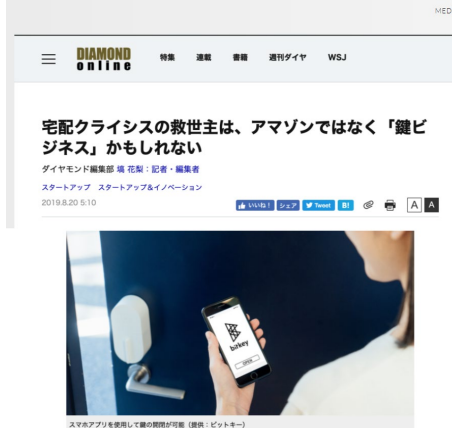 MED
DIAMOND online 特集 連載 書籍 週刊ダイヤ WSJ
宅配クライシスの救世主は、アマゾンではなく「鍵ビ
ジネス」かもしれない
ダイヤモンド編集部 塙 花梨：記者・編集者
スタートアップ スタートアップ&イノベーション
2019.8.20 5:10
いいね！ シェア Tweet B! A A
bitkey
OPEN
スマホアプリを使用して鍵の開閉が可能（提供：ビットキー）